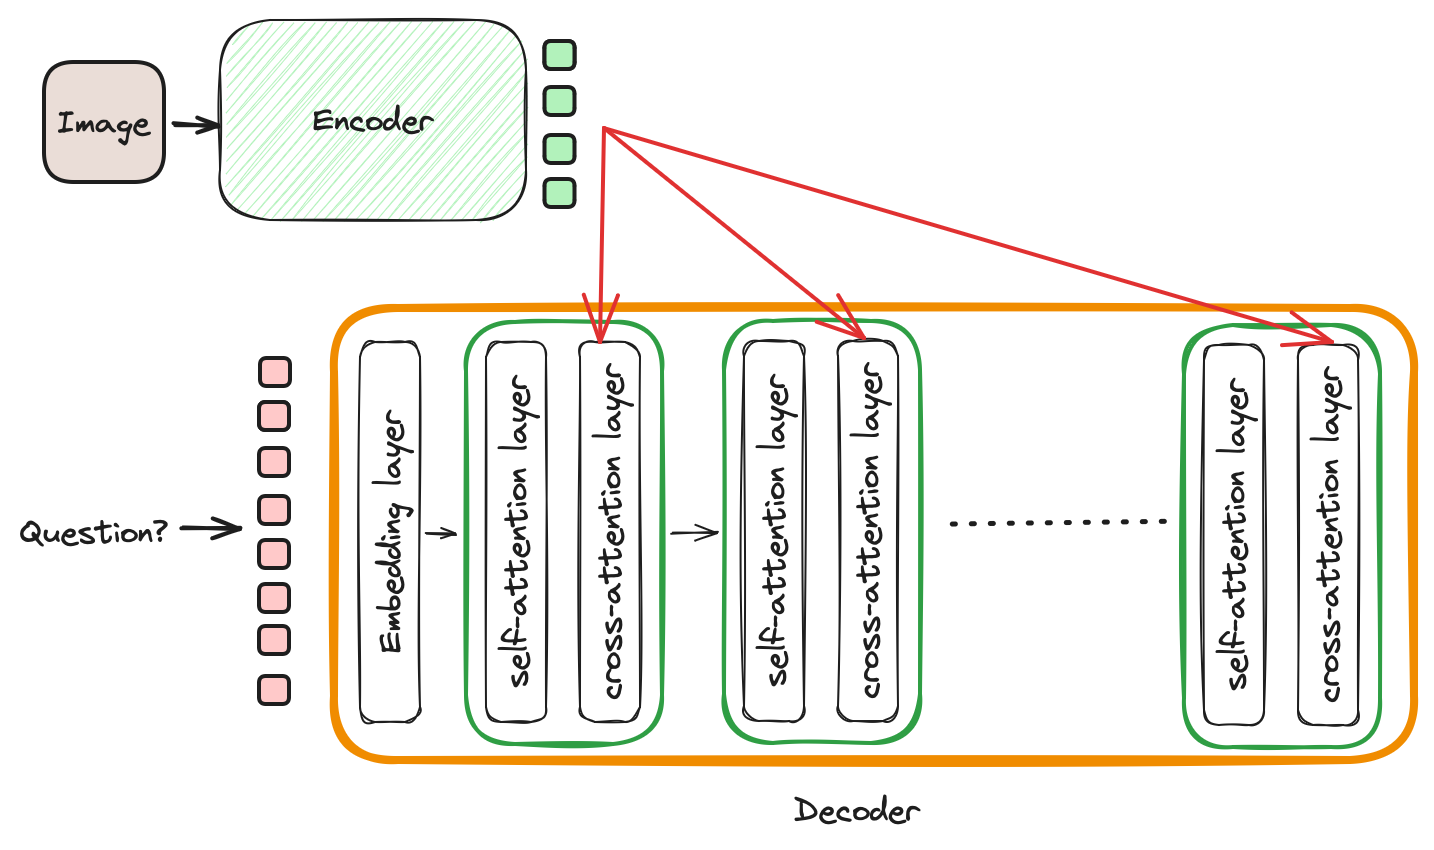 Image
Encoder
Question?
Embedding layer
self-attention layer
cross-attention layer
self-attention layer
cross-attention layer
self-attention layer
cross-attention layer
Decoder